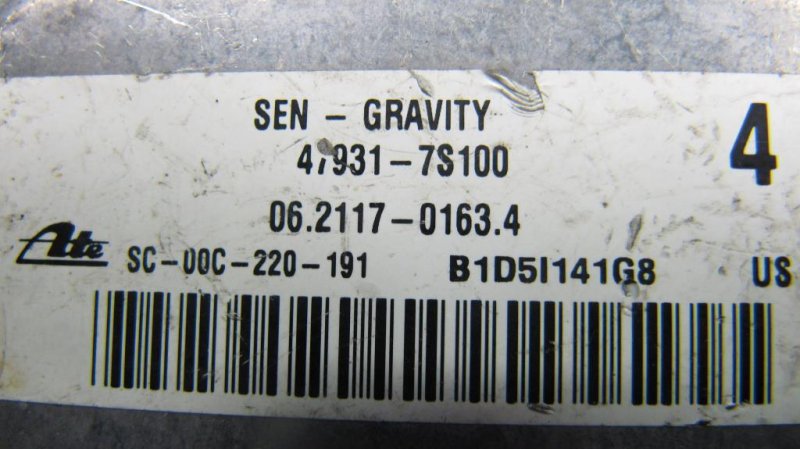 SEN - GRAVITY
47931-7S100
4
06.2117-0163.4
Ate SC-00C-220-191 B1D5I141G8 US